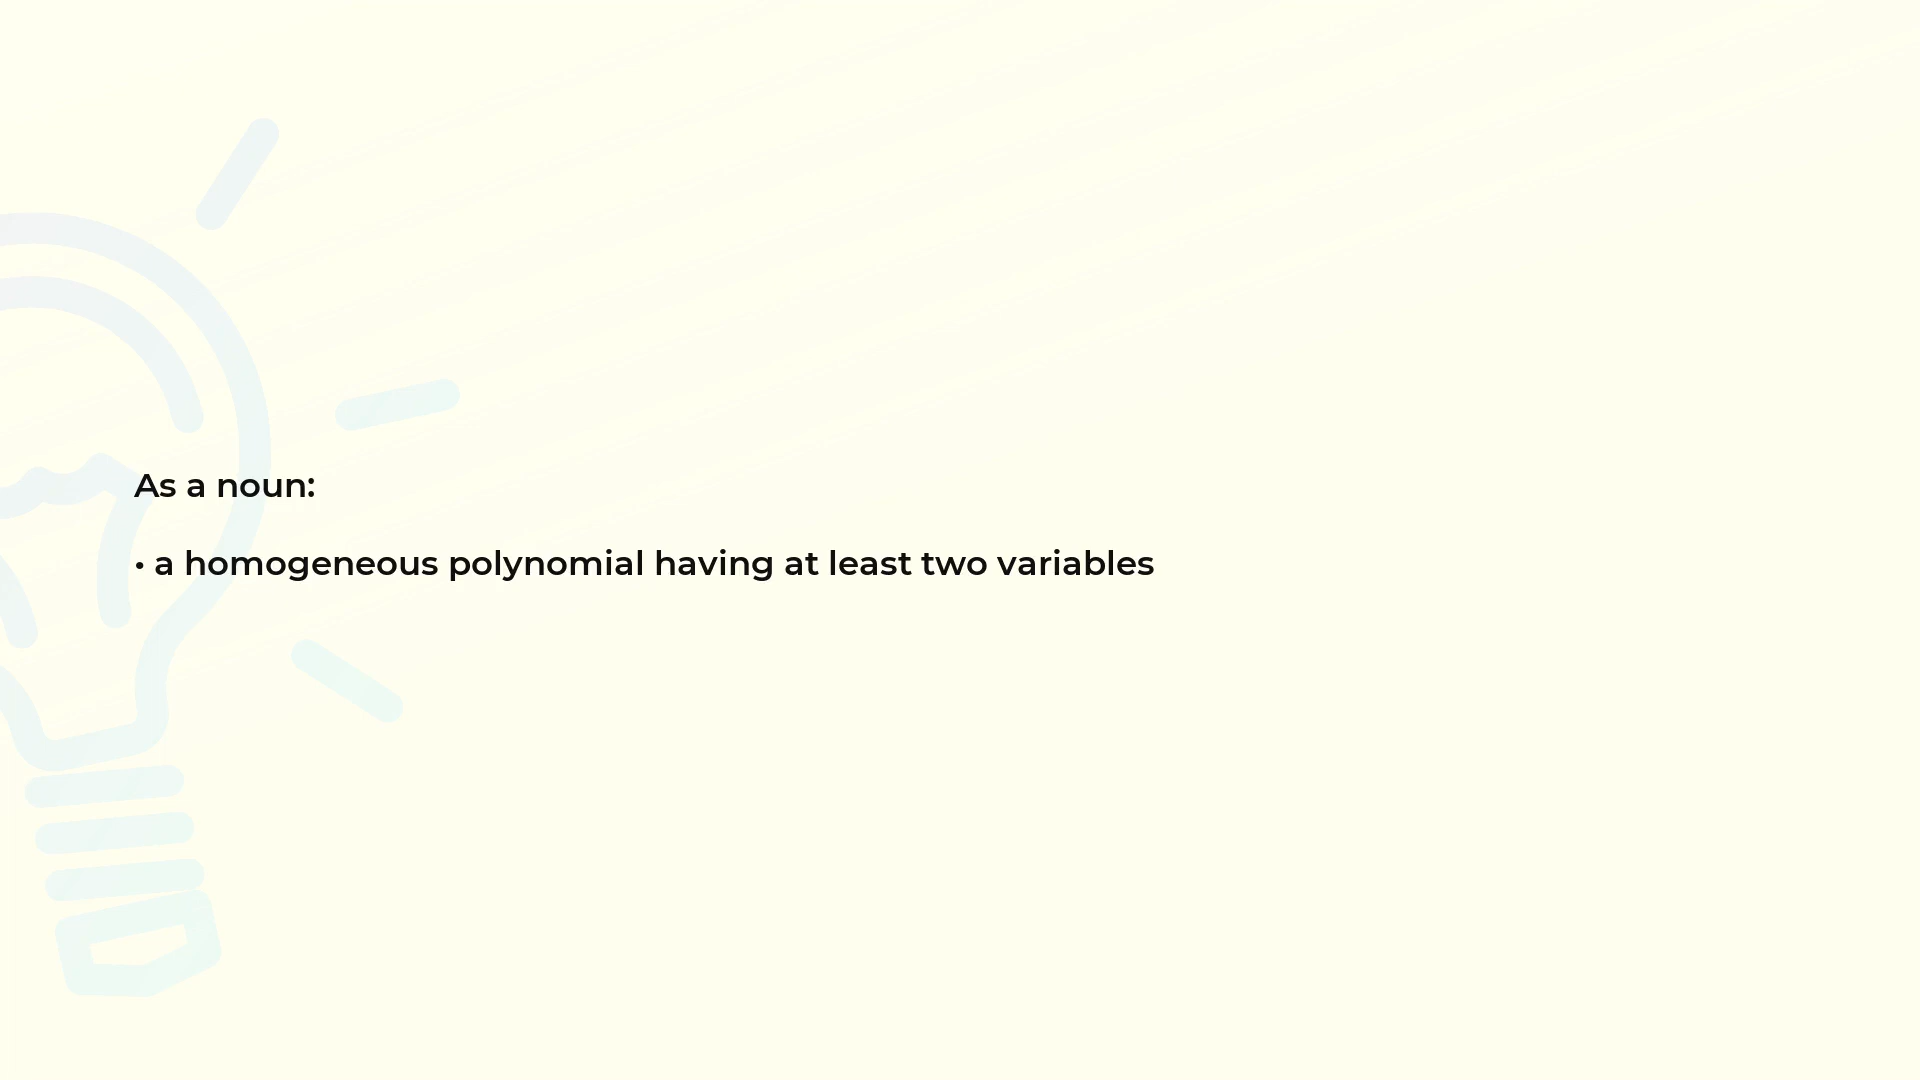 As a noun:
• a homogeneous polynomial having at least two variables